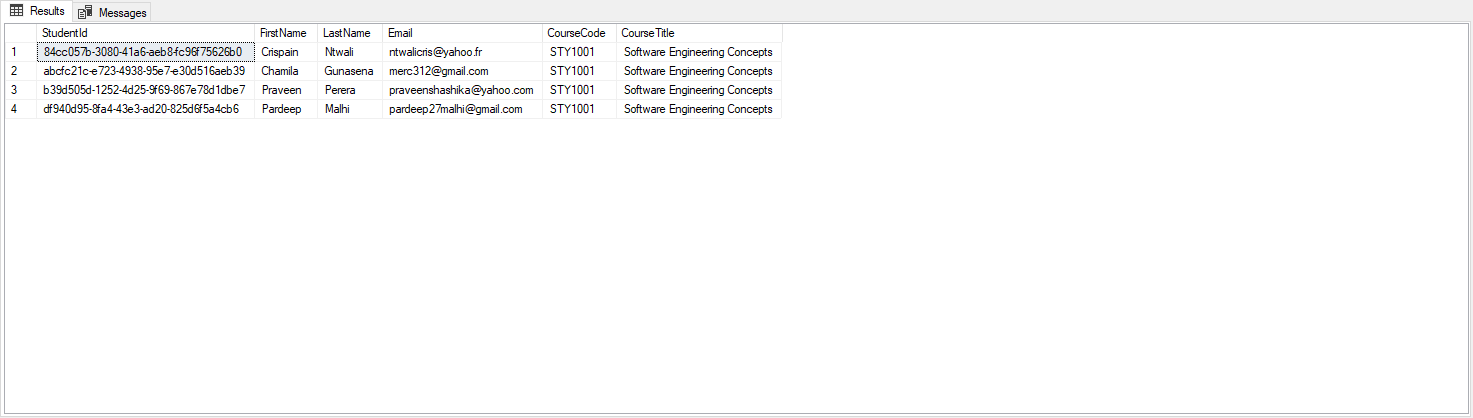 Results Messages
StudentId FirstName LastName Email CourseCode CourseTitle
1 84cc057b-3080-41a6-aeb8-fc96f75626b0 Crispain Ntwali ntwalicris@yahoo.fr STY1001 Software Engineering Concepts
2 abcfc21c-e723-4938-95e7-e30d516aeb39 Chamila Gunasena merc312@gmail.com STY1001 Software Engineering Concepts
3 b39d505d-1252-4d25-9f69-867e78d1dbe7 Praveen Perera praveenshashika@yahoo.com STY1001 Software Engineering Concepts
4 df940d95-8fa4-43e3-ad20-825d6f5a4cb6 Pardeep Malhi pardeep27malhi@gmail.com STY1001 Software Engineering Concepts